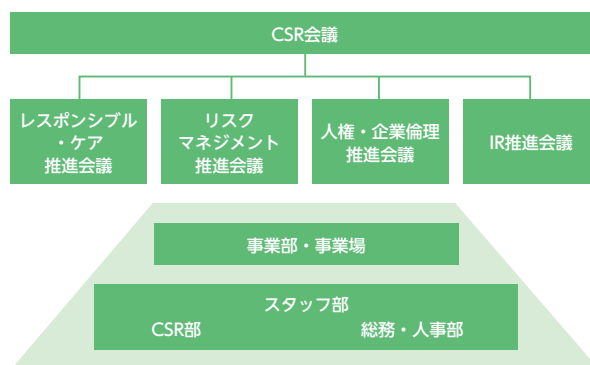 CSR会議
レスポンシブル
・ケア
推進会議
リスク
マネジメント
推進会議
人権・企業倫理
推進会議
IR推進会議
事業部・事業場
スタッフ部
CSR部
総務・人事部